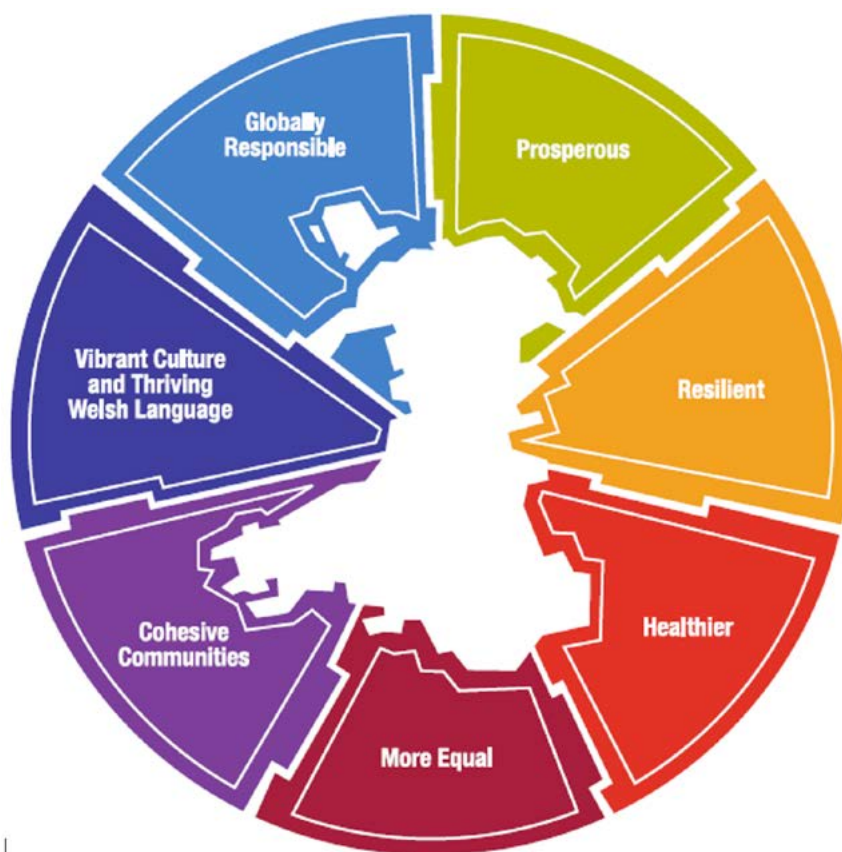 Globally
Responsible
Prosperous
Vibrant Culture
and Thriving
Welsh Language
Resilient
Cohesive
Communities
Healthier
More Equal